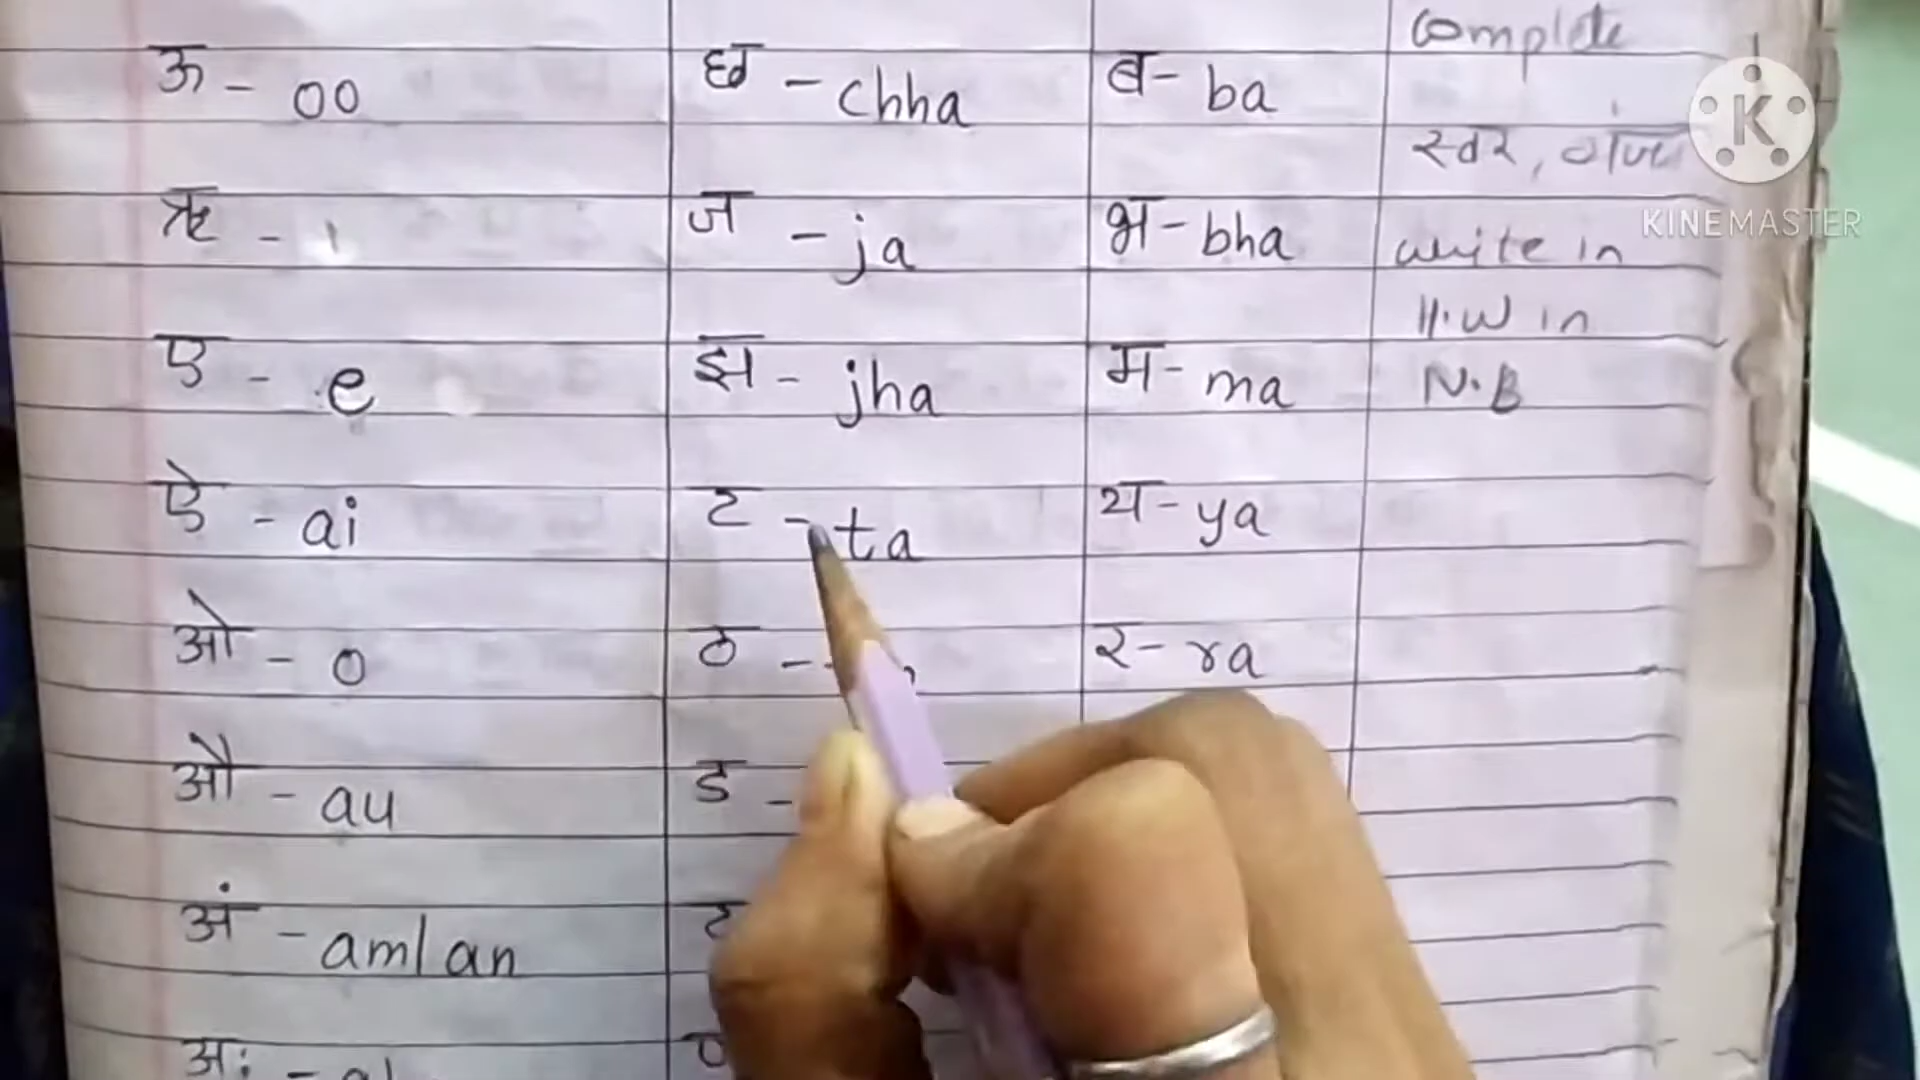 ऊ - oo
ऋ -
ए - e
ऐ - ai
ओ - o
औ - au
अं - am/an
अः -
छ - chha
ज - ja
झ - jha
ट - ta
ठ -
ड -
ब - ba
भ - bha
म - ma
य - ya
र - ra
complete
स्वर,
write in
H.W in
N.B
K
KINEMASTER